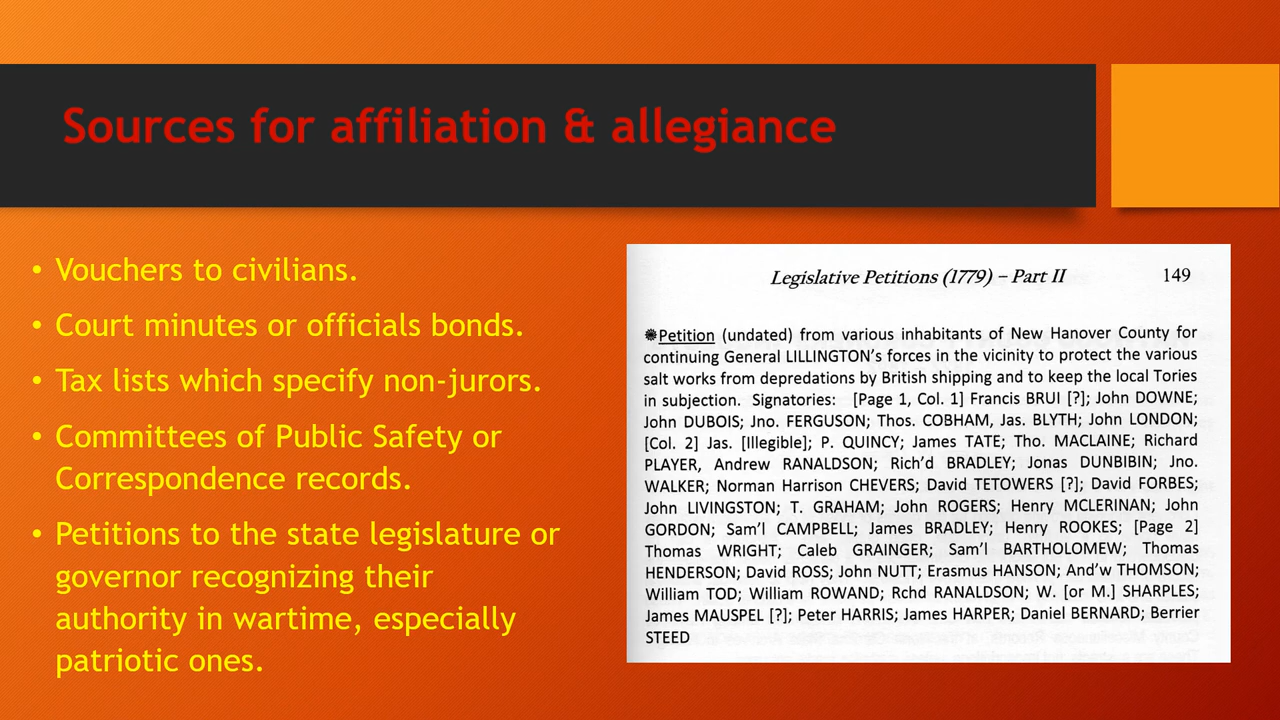 Sources for affiliation & allegiance
• Vouchers to civilians.
• Court minutes or officials bonds.
• Tax lists which specify non-jurors.
• Committees of Public Safety or
Correspondence records.
• Petitions to the state legislature or
governor recognizing their
authority in wartime, especially
patriotic ones.
Legislative Petitions (1779) – Part II 149
✺Petition (undated) from various inhabitants of New Hanover County for
continuing General LILLINGTON’s forces in the vicinity to protect the various
salt works from depredations by British shipping and to keep the local Tories
in subjection. Signatories: [Page 1, Col. 1] Francis BRUI [?]; John DOWNE;
John DUBOIS; Jno. FERGUSON; Thos. COBHAM, Jas. BLYTH; John LONDON;
[Col. 2] Jas. [Illegible]; P. QUINCY; James TATE; Tho. MACLAINE; Richard
PLAYER, Andrew RANALDSON; Rich’d BRADLEY; Jonas DUNBIBIN; Jno.
WALKER; Norman Harrison CHEVERS; David TETOWERS [?]; David FORBES;
John LIVINGSTON; T. GRAHAM; John ROGERS; Henry MCLERINAN; John
GORDON; Sam’l CAMPBELL; James BRADLEY; Henry ROOKES; [Page 2]
Thomas WRIGHT; Caleb GRAINGER; Sam’l BARTHOLOMEW; Thomas
HENDERSON; David ROSS; John NUTT; Erasmus HANSON; And’w THOMSON;
William TOD; William ROWAND; Rchd RANALDSON; W. [or M.] SHARPLES;
James MAUSPEL [?]; Peter HARRIS; James HARPER; Daniel BERNARD; Berrier
STEED